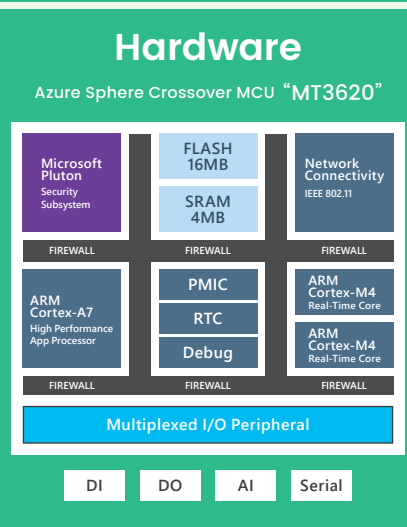 Hardware
Azure Sphere Crossover MCU “MT3620”
Microsoft
Pluton
Security
Subsystem
FLASH
16MB
SRAM
4MB
Network
Connectivity
IEEE 802.11
FIREWALL
FIREWALL
FIREWALL
ARM
Cortex-A7
High Performance
App Processor
PMIC
RTC
Debug
ARM
Cortex-M4
Real-Time Core
ARM
Cortex-M4
Real-Time Core
FIREWALL
FIREWALL
FIREWALL
Multiplexed I/O Peripheral
DI
DO
AI
Serial